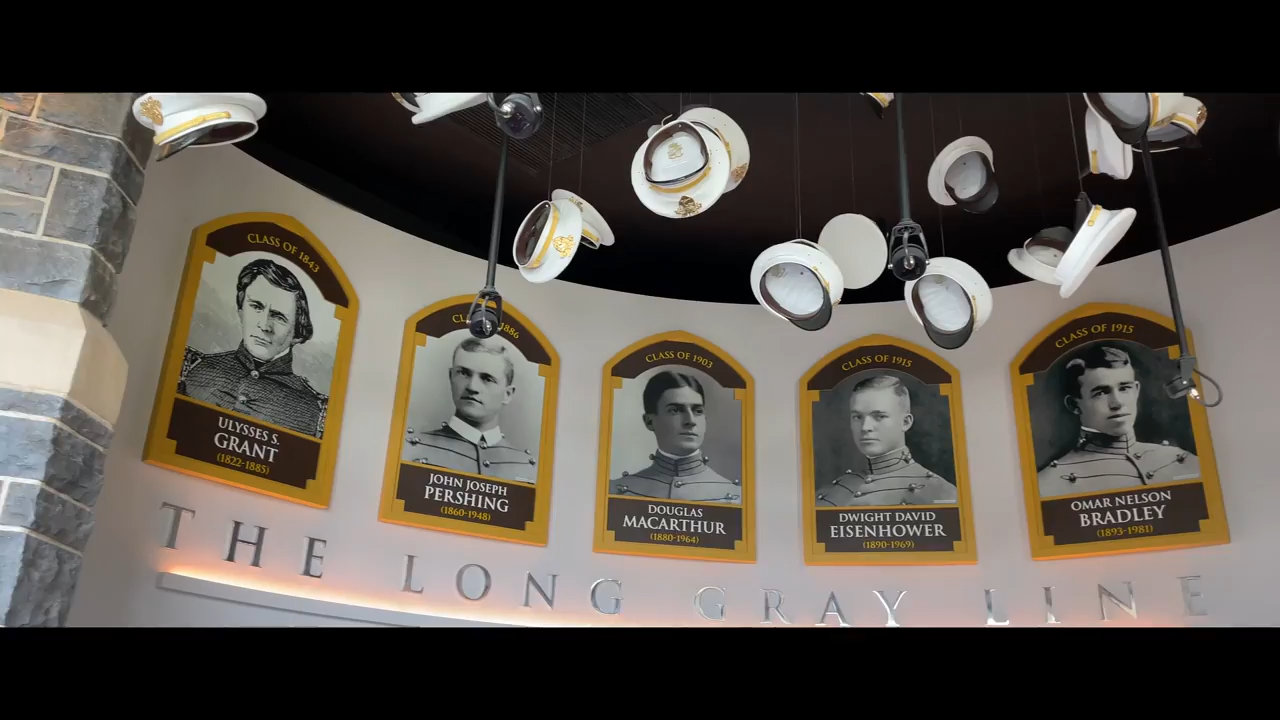 CLASS OF 1843
ULYSSES S.
GRANT
(1822-1885)
1886
JOHN JOSEPH
PERSHING
(1860-1948)
CLASS OF 1903
DOUGLAS
MACARTHUR
(1880-1964)
CLASS OF 1915
DWIGHT DAVID
EISENHOWER
(1890-1969)
CLASS OF 1915
OMAR NELSON
BRADLEY
(1893-1981)
THE LONG GRAY LINE